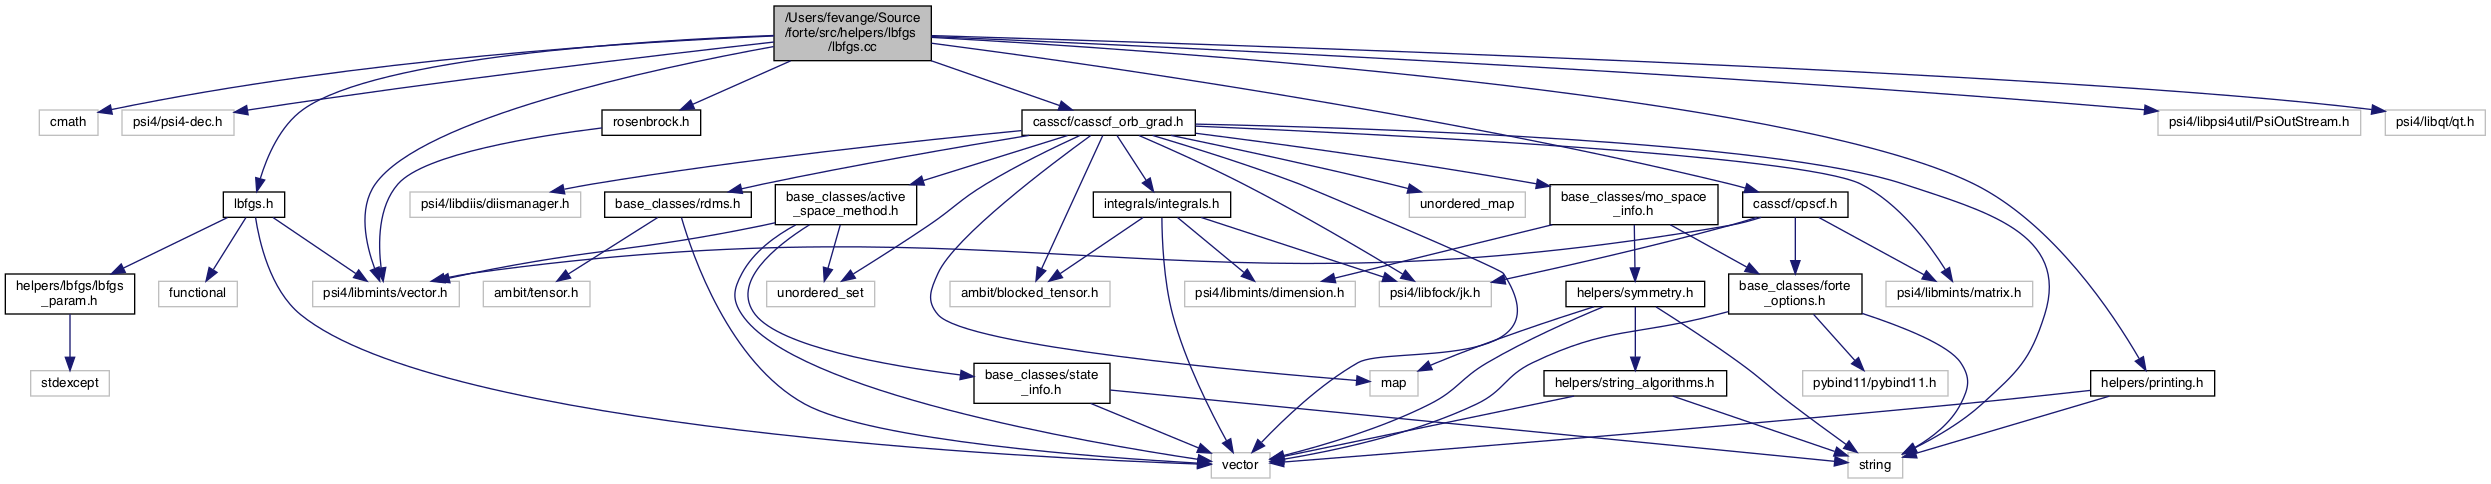 /Users/fevange/Source
/forte/src/helpers/lbfgs
/lbfgs.cc
cmath
psi4/psi4-dec.h
rosenbrock.h
casscf/casscf_orb_grad.h
psi4/libpsi4util/PsiOutStream.h
psi4/libqt/qt.h
lbfgs.h
psi4/libdiis/diismanager.h
base_classes/rdms.h
base_classes/active
_space_method.h
integrals/integrals.h
unordered_map
base_classes/mo_space
_info.h
casscf/cpscf.h
helpers/lbfgs/lbfgs
_param.h
functional
psi4/libmints/vector.h
ambit/tensor.h
unordered_set
ambit/blocked_tensor.h
psi4/libmints/dimension.h
psi4/libfock/jk.h
helpers/symmetry.h
base_classes/forte
_options.h
psi4/libmints/matrix.h
stdexcept
base_classes/state
_info.h
map
helpers/string_algorithms.h
pybind11/pybind11.h
helpers/printing.h
vector
string